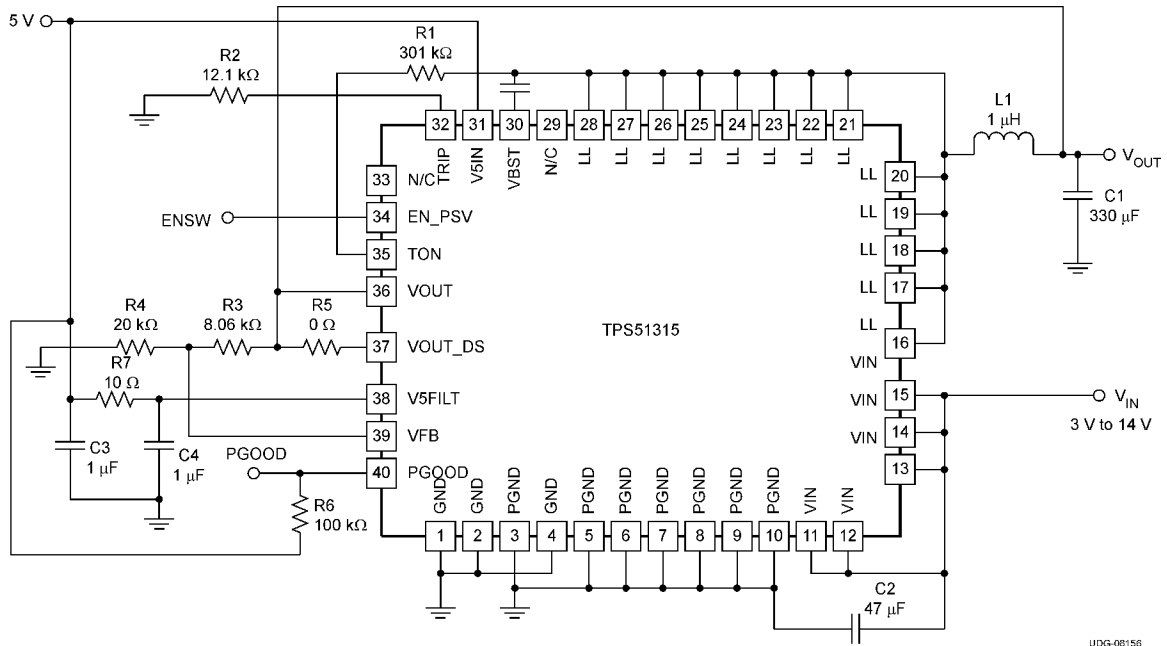 5 V
R2
12.1 kΩ
R1
301 kΩ
L1
1 μH
V_OUT
C1
330 μF
32 31 30 29 28 27 26 25 24 23 22 21
TRIP V5IN VBST N/C LL LL LL LL LL LL LL LL
33 N/C
ENSW 34 EN_PSV
35 TON
36 VOUT
37 VOUT_DS
38 V5FILT
39 VFB
PGOOD 40 PGOOD
R4
20 kΩ
R3
8.06 kΩ
R5
0 Ω
R7
10 Ω
C3
1 μF
C4
1 μF
R6
100 kΩ
TPS51315
LL 20
LL 19
LL 18
LL 17
LL 16
VIN
VIN 15
VIN 14
13
V_IN
3 V to 14 V
GND GND PGND GND PGND PGND PGND PGND PGND PGND VIN VIN
1 2 3 4 5 6 7 8 9 10 11 12
C2
47 μF
UDG-08156